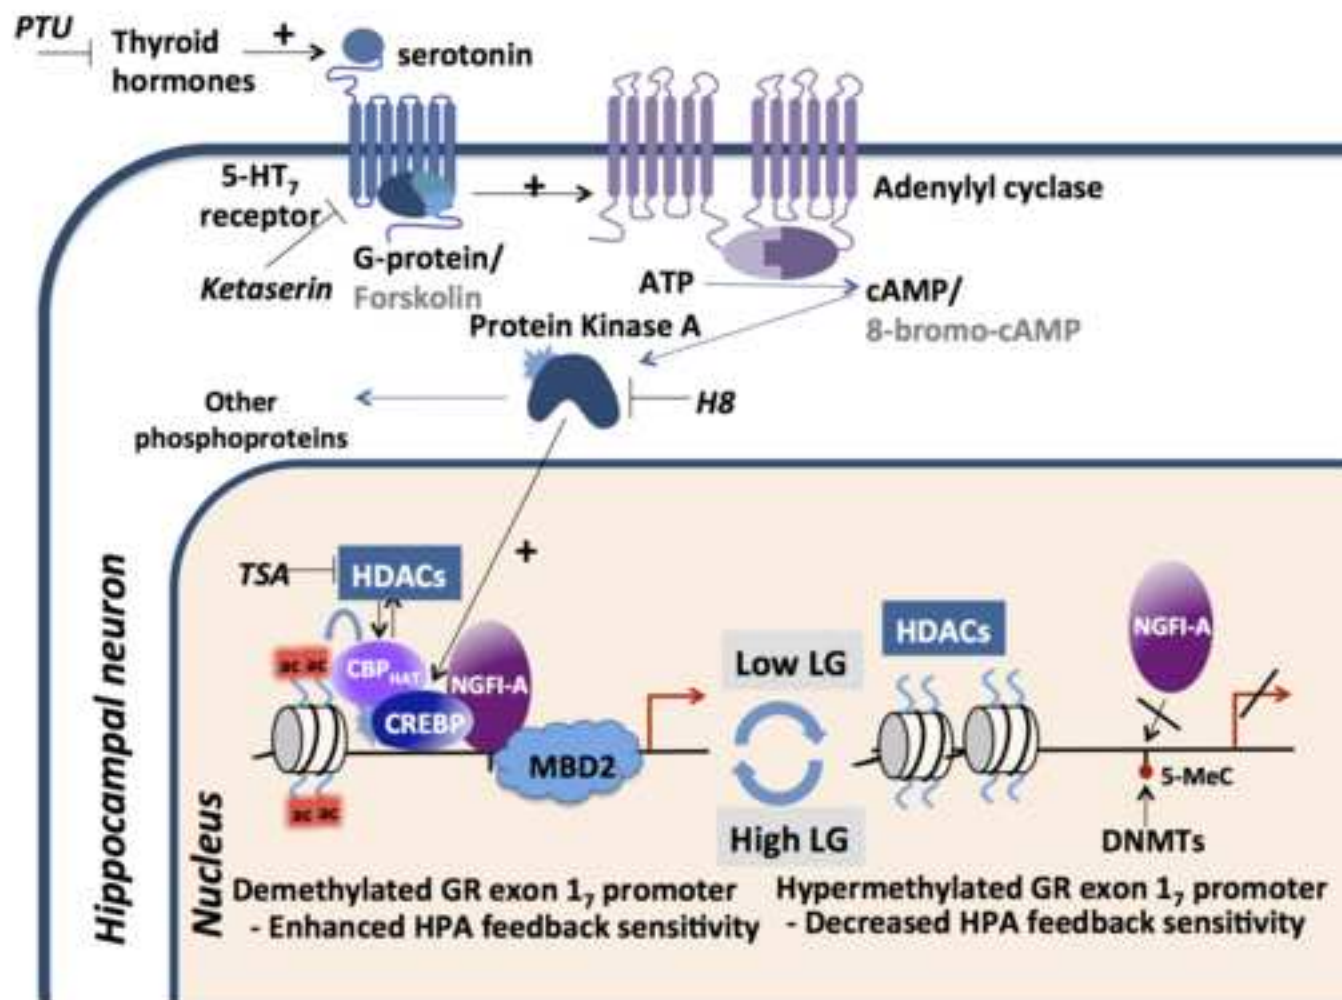 PTU
Thyroid
hormones
+
serotonin
5-HT7
receptor
+
Adenylyl cyclase
Ketaserin
G-protein/
Forskolin
ATP
cAMP/
8-bromo-cAMP
Protein Kinase A
H8
Other
phosphoproteins
+
TSA
HDACs
ac ac
CBP HAT
NGFI-A
CREBP
MBD2
ac ac
Low LG
High LG
HDACs
NGFI-A
5-MeC
DNMTs
Hippocampal neuron
Nucleus
Demethylated GR exon 17 promoter
- Enhanced HPA feedback sensitivity
Hypermethylated GR exon 17 promoter
- Decreased HPA feedback sensitivity